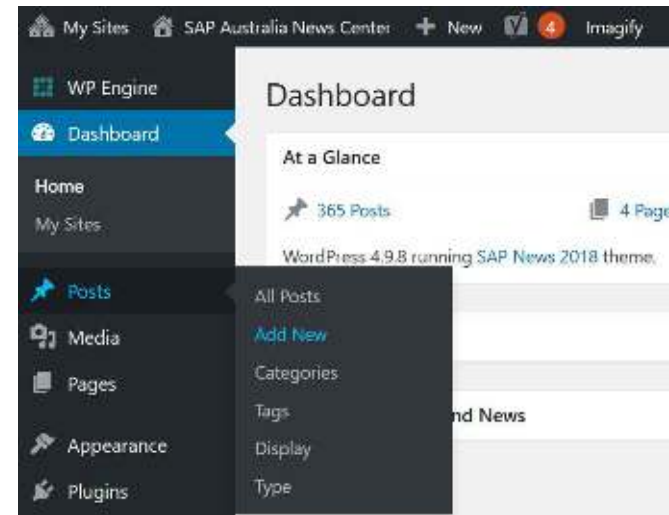 My Sites SAP Australia News Center + New 4 Imagify
WP Engine
Dashboard
Home
My Sites
Posts
Media
Pages
Appearance
Plugins
All Posts
Add New
Categories
Tags
Display
Type
Dashboard
At a Glance
365 Posts 4 Page
WordPress 4.9.8 running SAP News 2018 theme.
nd News